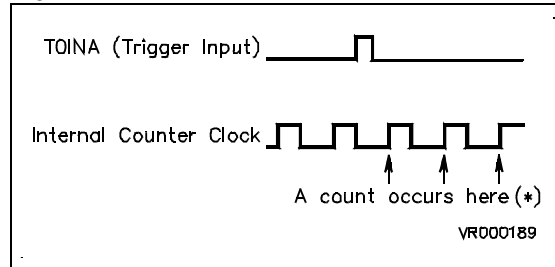 TOINA (Trigger Input)
Internal Counter Clock
A count occurs here (*)
VR000189